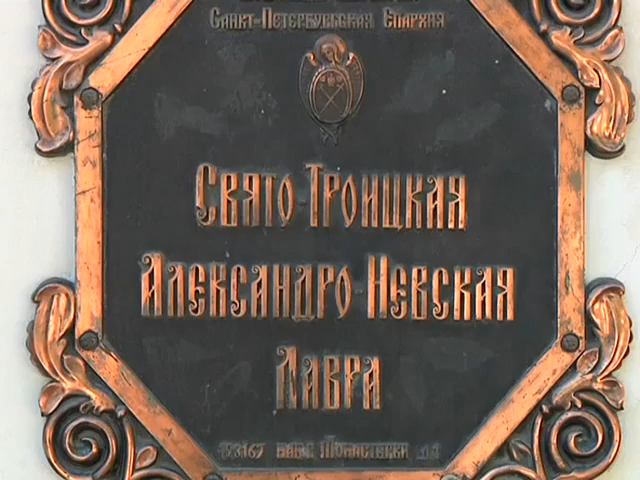 Санкт-Петербургская Епархия
Свято-Троицкая
Александро-Невская
Лавра